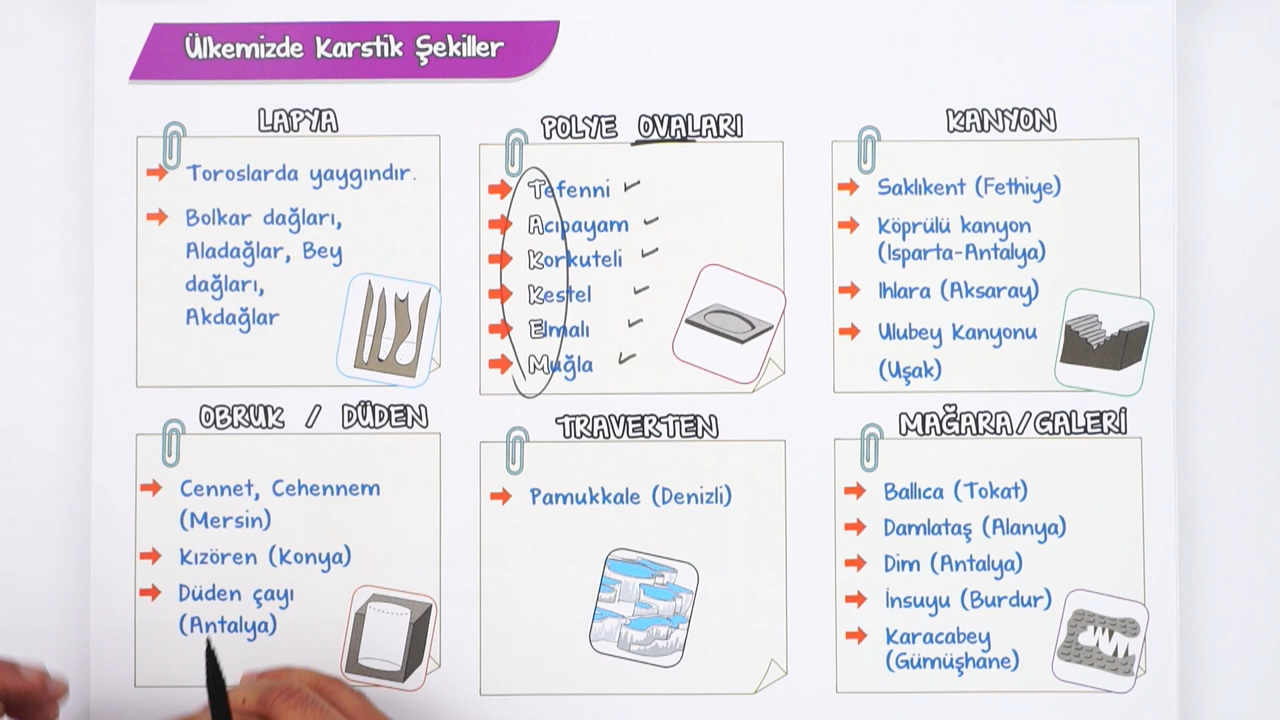 Ülkemizde Karstik Şekiller
LAPYA
Toroslarda yaygındır.
Bolkar dağları,
Aladağlar, Bey
dağları,
Akdağlar
POLYE OVALARI
Tefenni
Acıpayam
Korkuteli
Kestel
Elmalı
Muğla
KANYON
Saklıkent (Fethiye)
Köprülü kanyon
(Isparta-Antalya)
Ihlara (Aksaray)
Ulubey Kanyonu
(Uşak)
OBRUK / DÜDEN
Cennet, Cehennem
(Mersin)
Kızören (Konya)
Düden çayı
(Antalya)
TRAVERTEN
Pamukkale (Denizli)
MAĞARA/GALERİ
Ballıca (Tokat)
Damlataş (Alanya)
Dim (Antalya)
İnsuyu (Burdur)
Karacabey
(Gümüşhane)